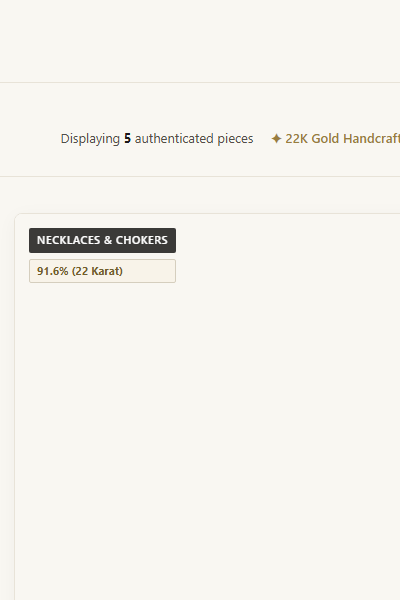 Displaying 5 authenticated pieces ✦ 22K Gold Handcraft
NECKLACES & CHOKERS
91.6% (22 Karat)